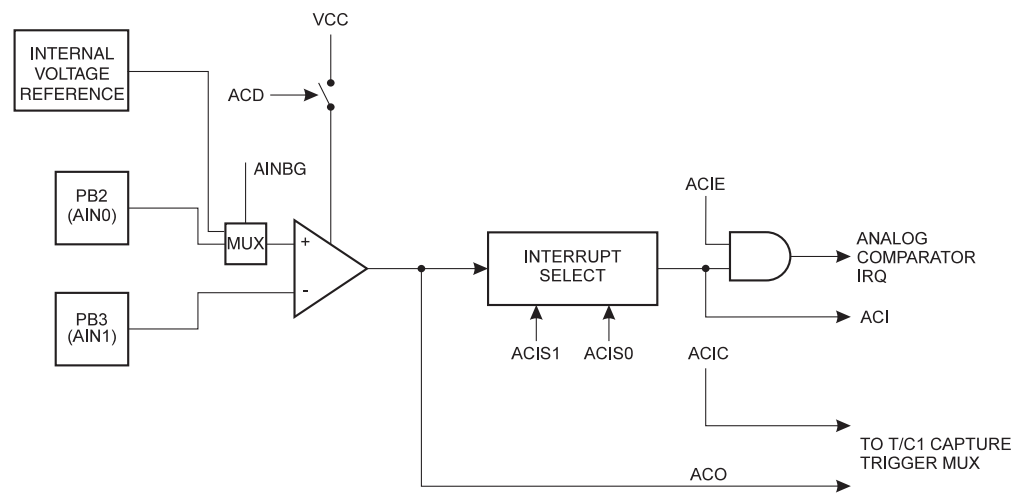 VCC
INTERNAL
VOLTAGE
REFERENCE
ACD
AINBG
PB2
(AIN0)
MUX
+
-
PB3
(AIN1)
INTERRUPT
SELECT
ACIS1 ACIS0
ACIE
ANALOG
COMPARATOR
IRQ
ACI
ACIC
TO T/C1 CAPTURE
TRIGGER MUX
ACO